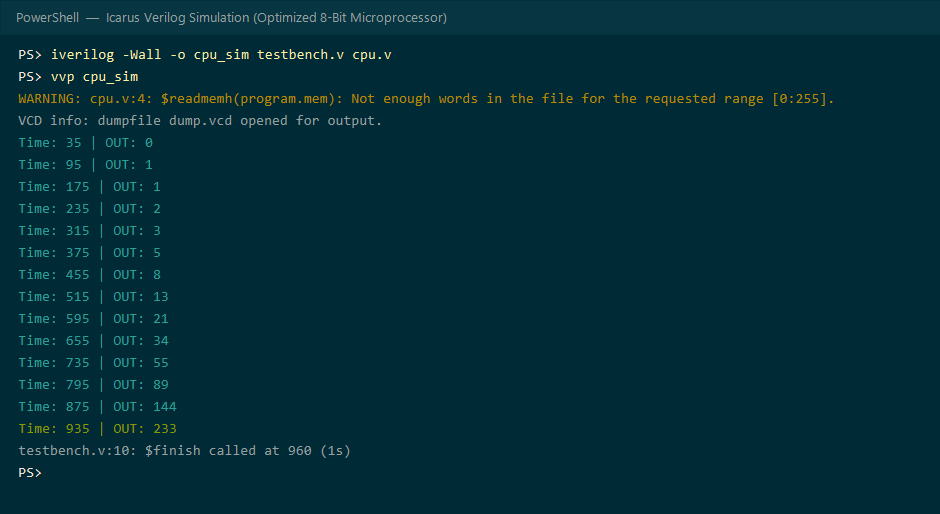 PowerShell — Icarus Verilog Simulation (Optimized 8-Bit Microprocessor)
PS> iverilog -Wall -o cpu_sim testbench.v cpu.v
PS> vvp cpu_sim
WARNING: cpu.v:4: $readmemh(program.mem): Not enough words in the file for the requested range [0:255].
VCD info: dumpfile dump.vcd opened for output.
Time: 35 | OUT: 0
Time: 95 | OUT: 1
Time: 175 | OUT: 1
Time: 235 | OUT: 2
Time: 315 | OUT: 3
Time: 375 | OUT: 5
Time: 455 | OUT: 8
Time: 515 | OUT: 13
Time: 595 | OUT: 21
Time: 655 | OUT: 34
Time: 735 | OUT: 55
Time: 795 | OUT: 89
Time: 875 | OUT: 144
Time: 935 | OUT: 233
testbench.v:10: $finish called at 960 (1s)
PS>